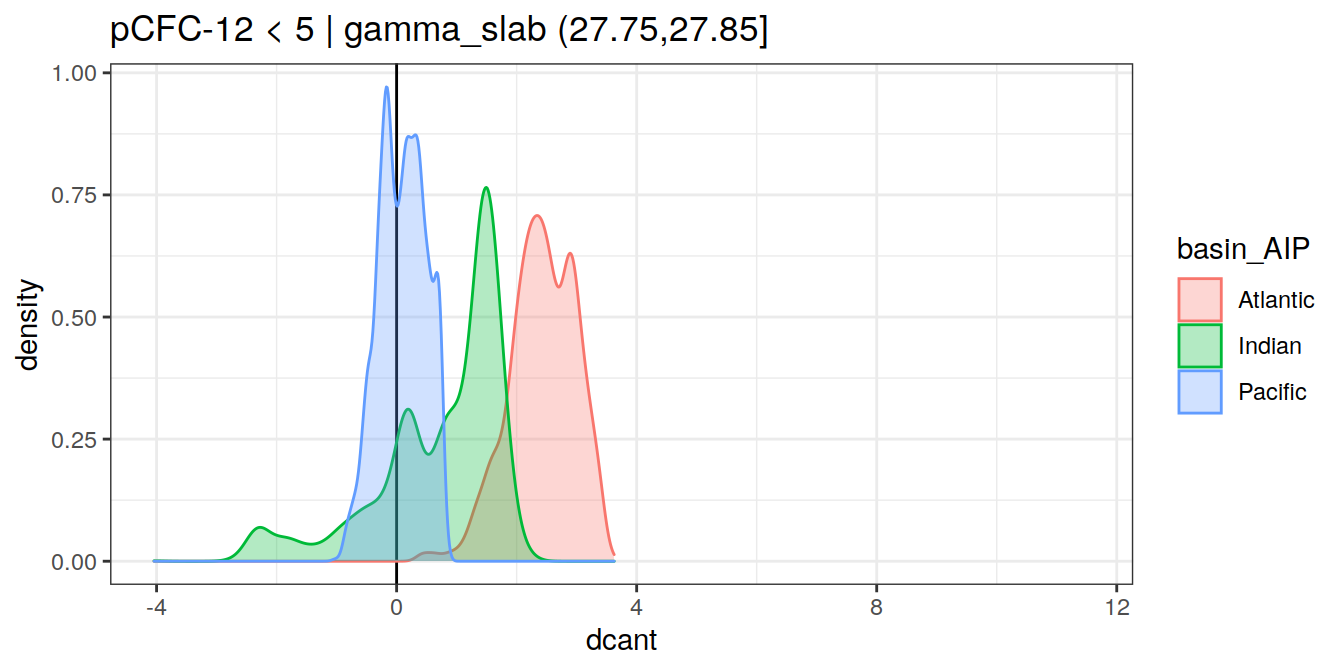 pCFC-12 < 5 | gamma_slab (27.75,27.85]
1.00
0.75
0.50
0.25
0.00
density
-4
0
4
8
12
dcant
basin_AIP
Atlantic
Indian
Pacific